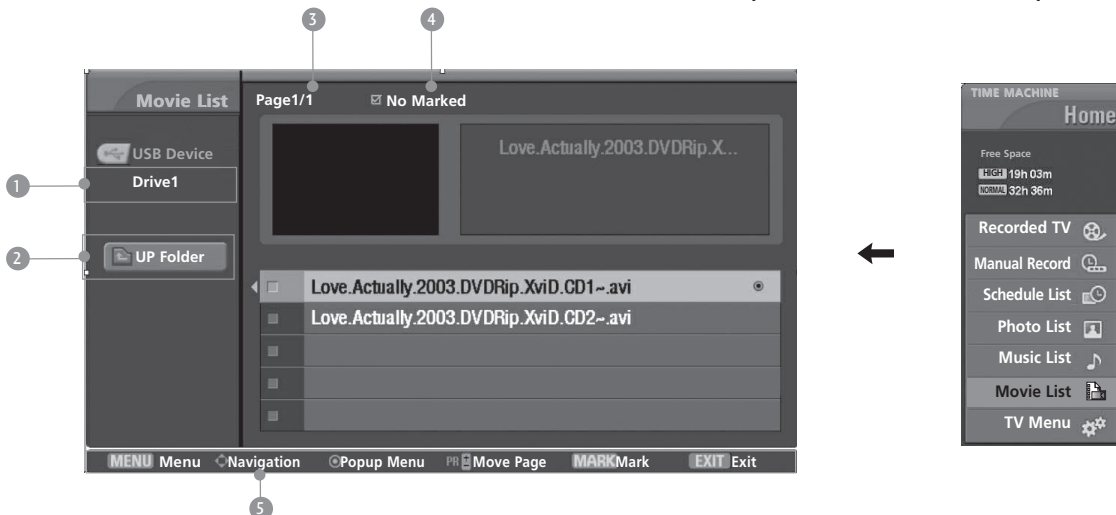 3
4
Movie List
Page1/1
No Marked
USB Device
Drive1
1
UP Folder
2
Love.Actually.2003.DVDRip.X...
Love.Actually.2003.DVDRip.XviD.CD1~.avi
Love.Actually.2003.DVDRip.XviD.CD2~.avi
MENU Menu Navigation Popup Menu PR Move Page MARK Mark EXIT Exit
5
TIME MACHINE
Home
Free Space
HIGH 19h 03m
NORMAL 32h 36m
Recorded TV
Manual Record
Schedule List
Photo List
Music List
Movie List
TV Menu